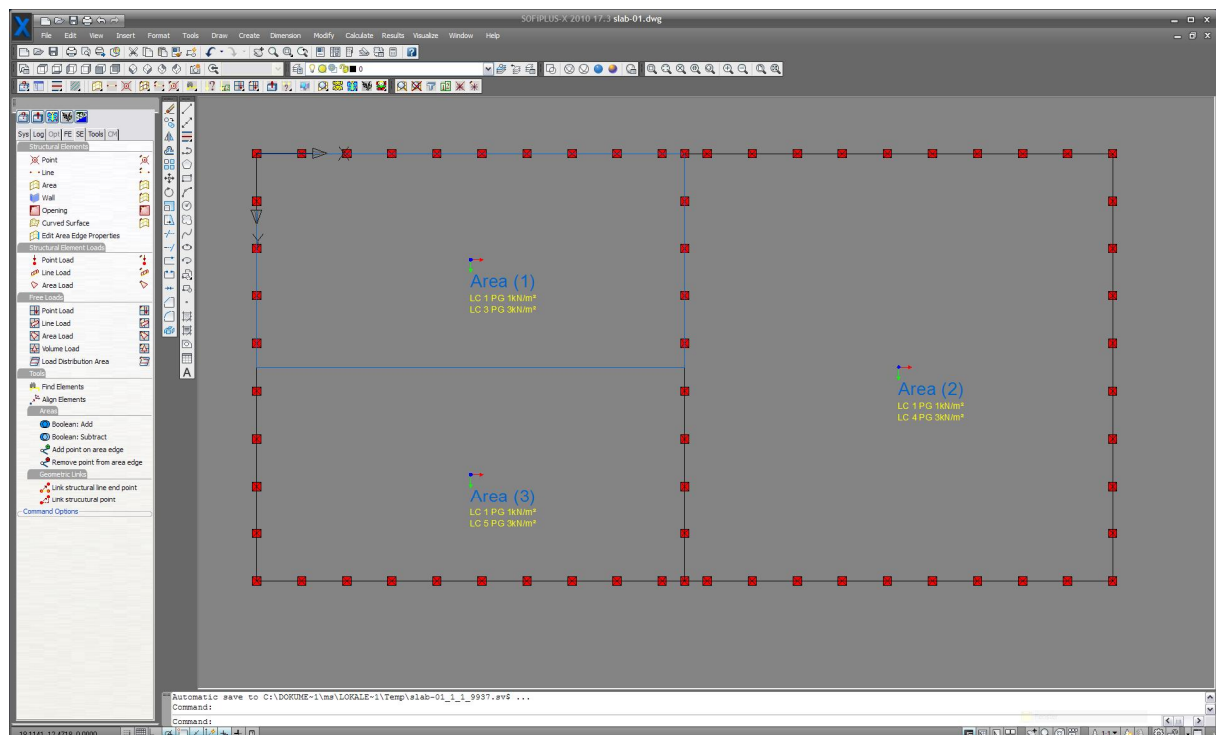 SOFiPLUS-X 2010 17.3 slab-01.dwg
File Edit View Insert Format Tools Draw Create Dimension Modify Calculate Results Visualize Window Help
0
Sys Log Opt FE SE Tools CM
Structural Elements
Point
Line
Area
Wall
Opening
Curved Surface
Edit Area Edge Properties
Structural Element Loads
Point Load
Line Load
Area Load
Free Loads
Point Load
Line Load
Area Load
Volume Load
Load Distribution Area
Tools
Find Elements
Align Elements
Areas
Boolean: Add
Boolean: Subtract
Add point on area edge
Remove point from area edge
Geometric Links
Link structural line end point
Link strucutural point
Command Options
Area (1)
LC 1 PG 1kN/m²
LC 3 PG 3kN/m²
Area (2)
LC 1 PG 1kN/m²
LC 4 PG 3kN/m²
Area (3)
LC 1 PG 1kN/m²
LC 5 PG 3kN/m²
Y
A
Automatic save to C:\DOKUME~1\ms\LOKALE~1\Temp\slab-01_1_1_9937.sv$ ...
Command:
Command:
1:1